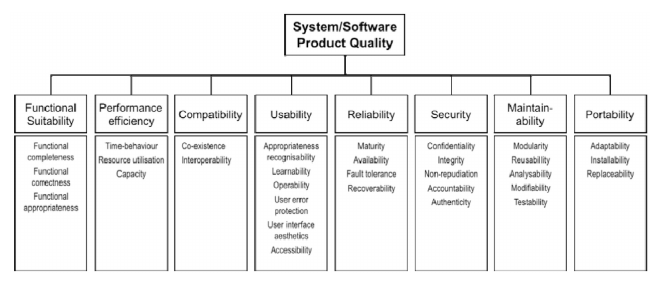 System/Software
Product Quality
Functional
Suitability
Functional
completeness
Functional
correctness
Functional
appropriateness
Performance
efficiency
Time-behaviour
Resource utilisation
Capacity
Compatibility
Co-existence
Interoperability
Usability
Appropriateness
recognisability
Learnability
Operability
User error
protection
User interface
aesthetics
Accessibility
Reliability
Maturity
Availability
Fault tolerance
Recoverability
Security
Confidentiality
Integrity
Non-repudiation
Accountability
Authenticity
Maintain-
ability
Modularity
Reusability
Analysability
Modifiability
Testability
Portability
Adaptability
Installability
Replaceability